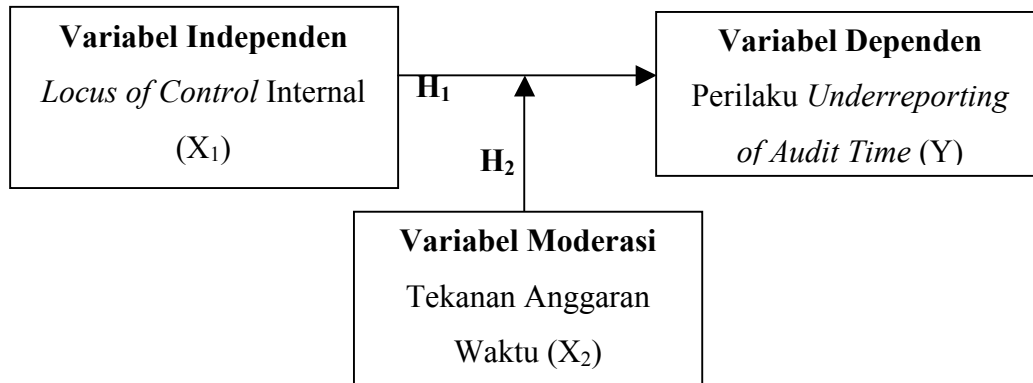 Variabel Independen
Locus of Control Internal
(X₁)
H₁
Variabel Dependen
Perilaku Underreporting
of Audit Time (Y)
H₂
Variabel Moderasi
Tekanan Anggaran
Waktu (X₂)